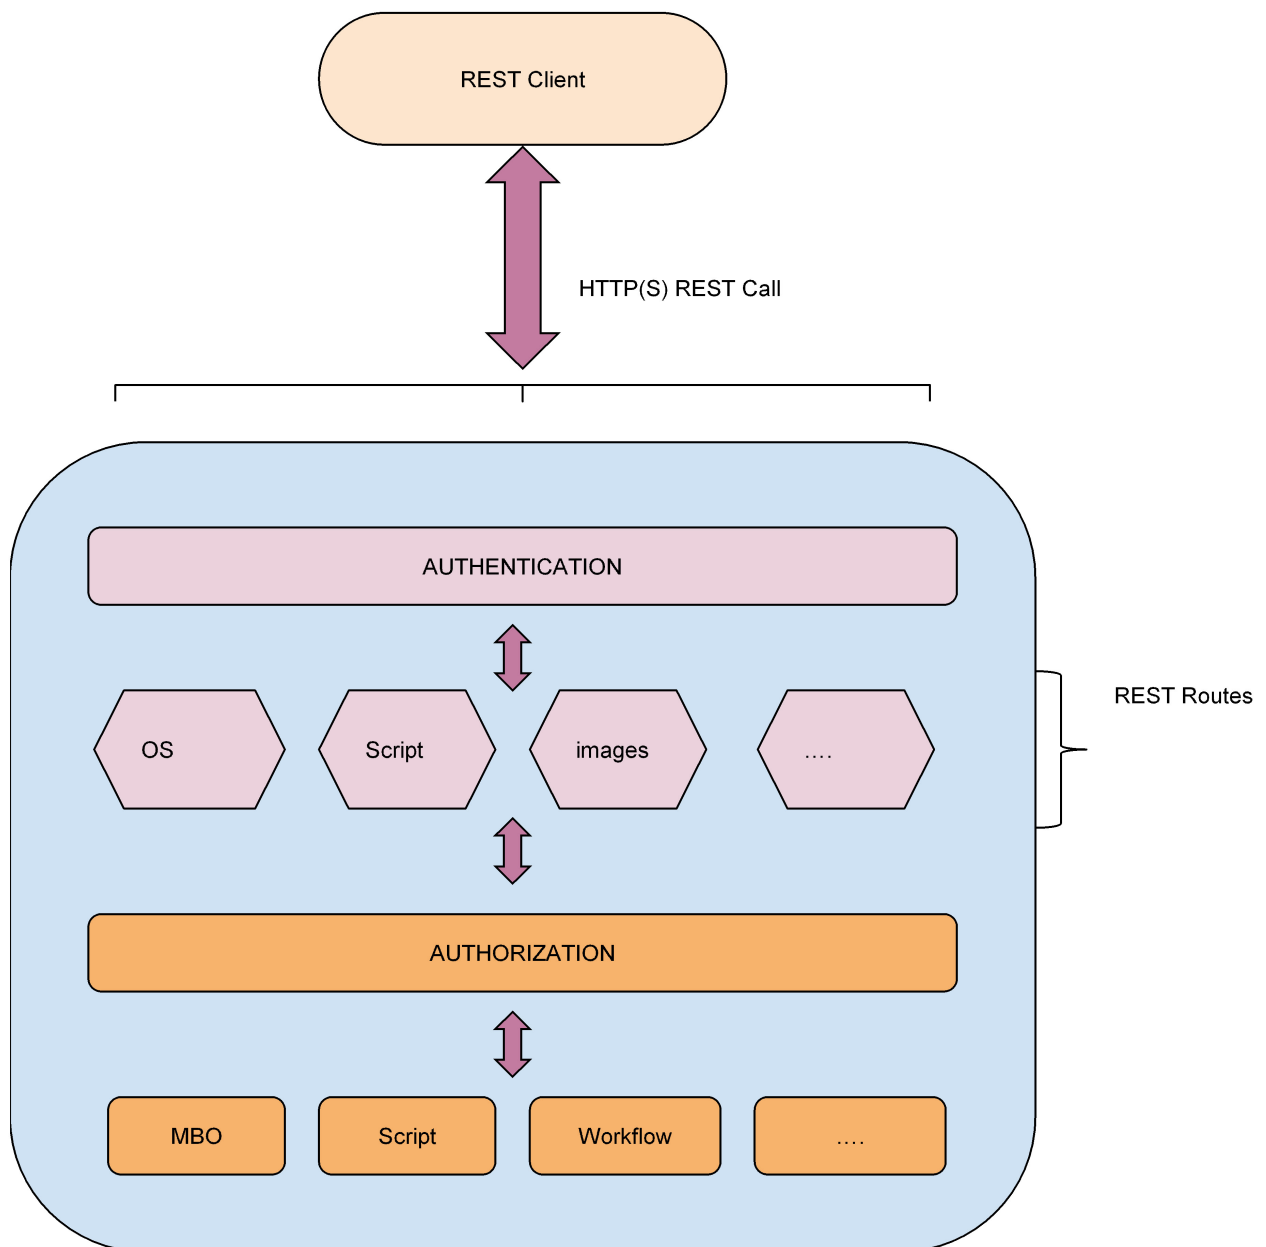 REST Client
HTTP(S) REST Call
AUTHENTICATION
REST Routes
OS
Script
images
....
AUTHORIZATION
MBO
Script
Workflow
....